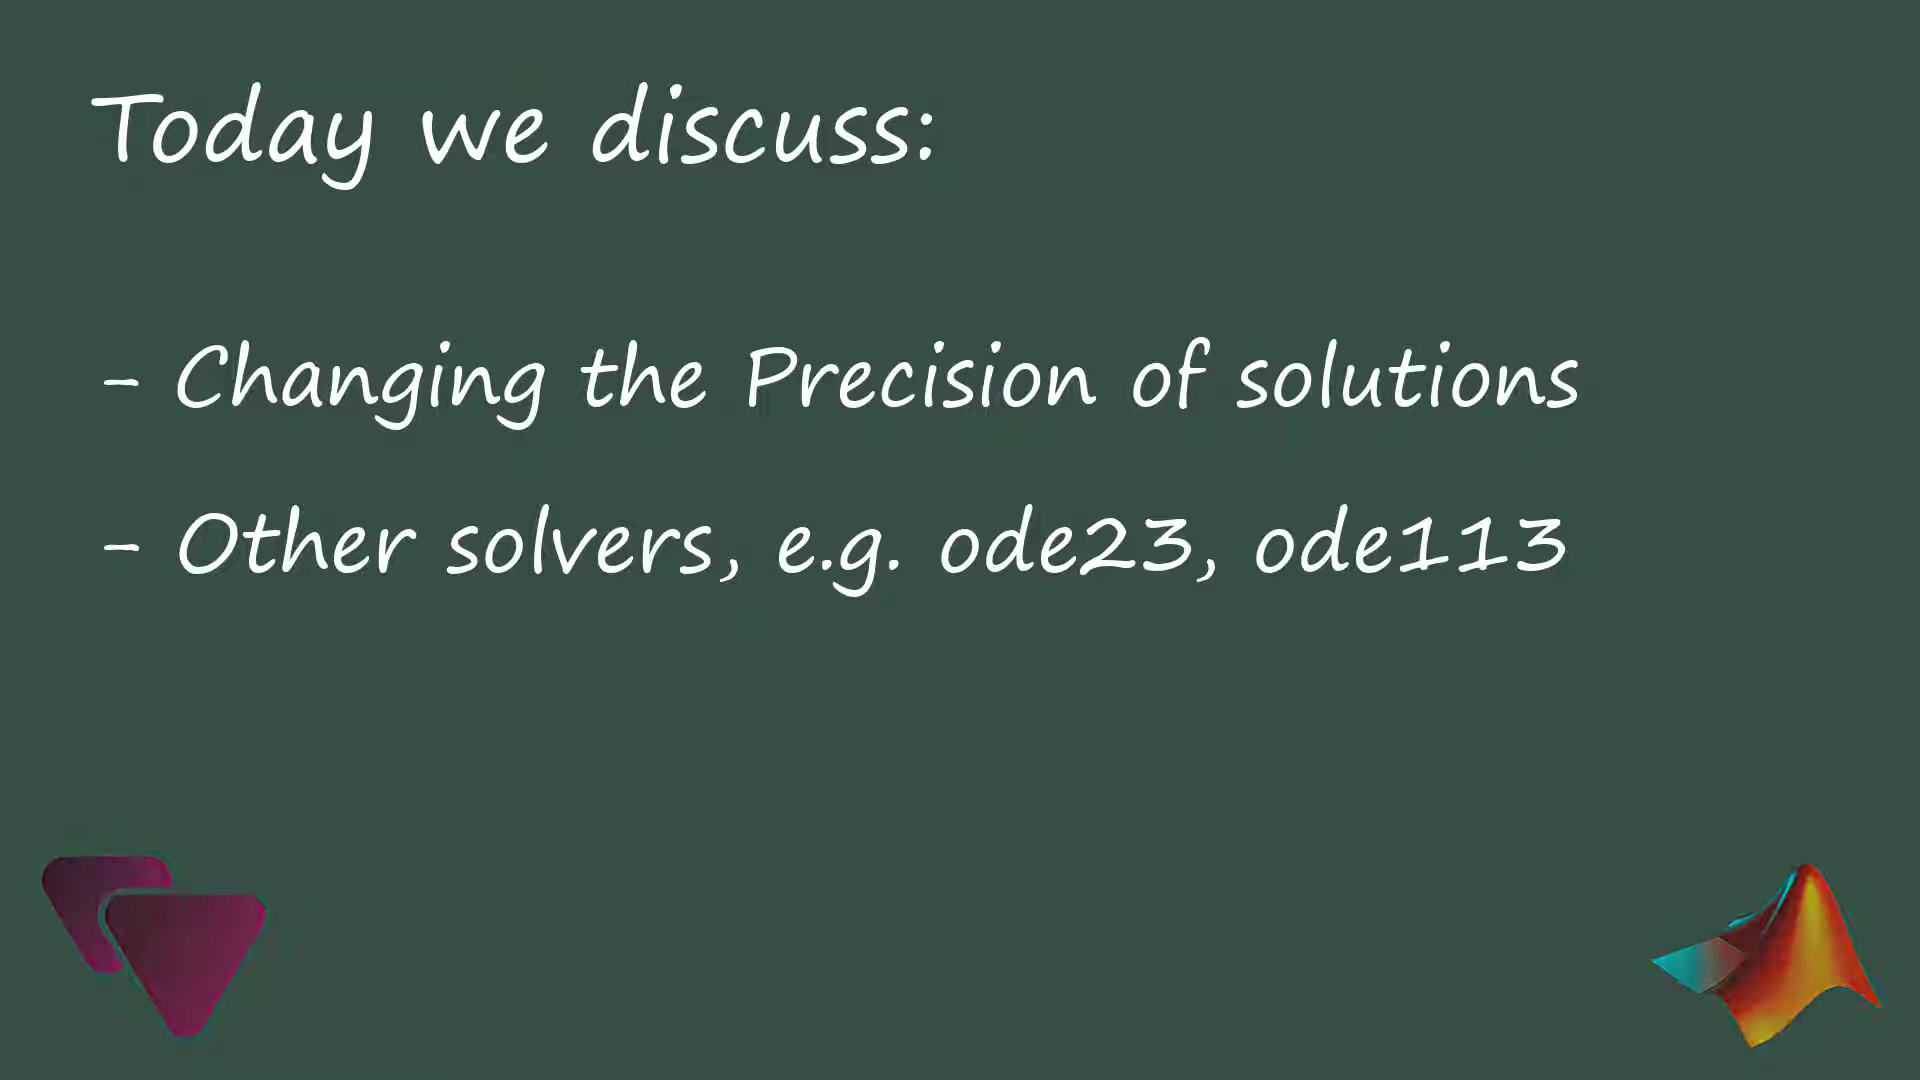 Today we discuss:
- Changing the Precision of solutions
- Other solvers, e.g. ode23, ode113